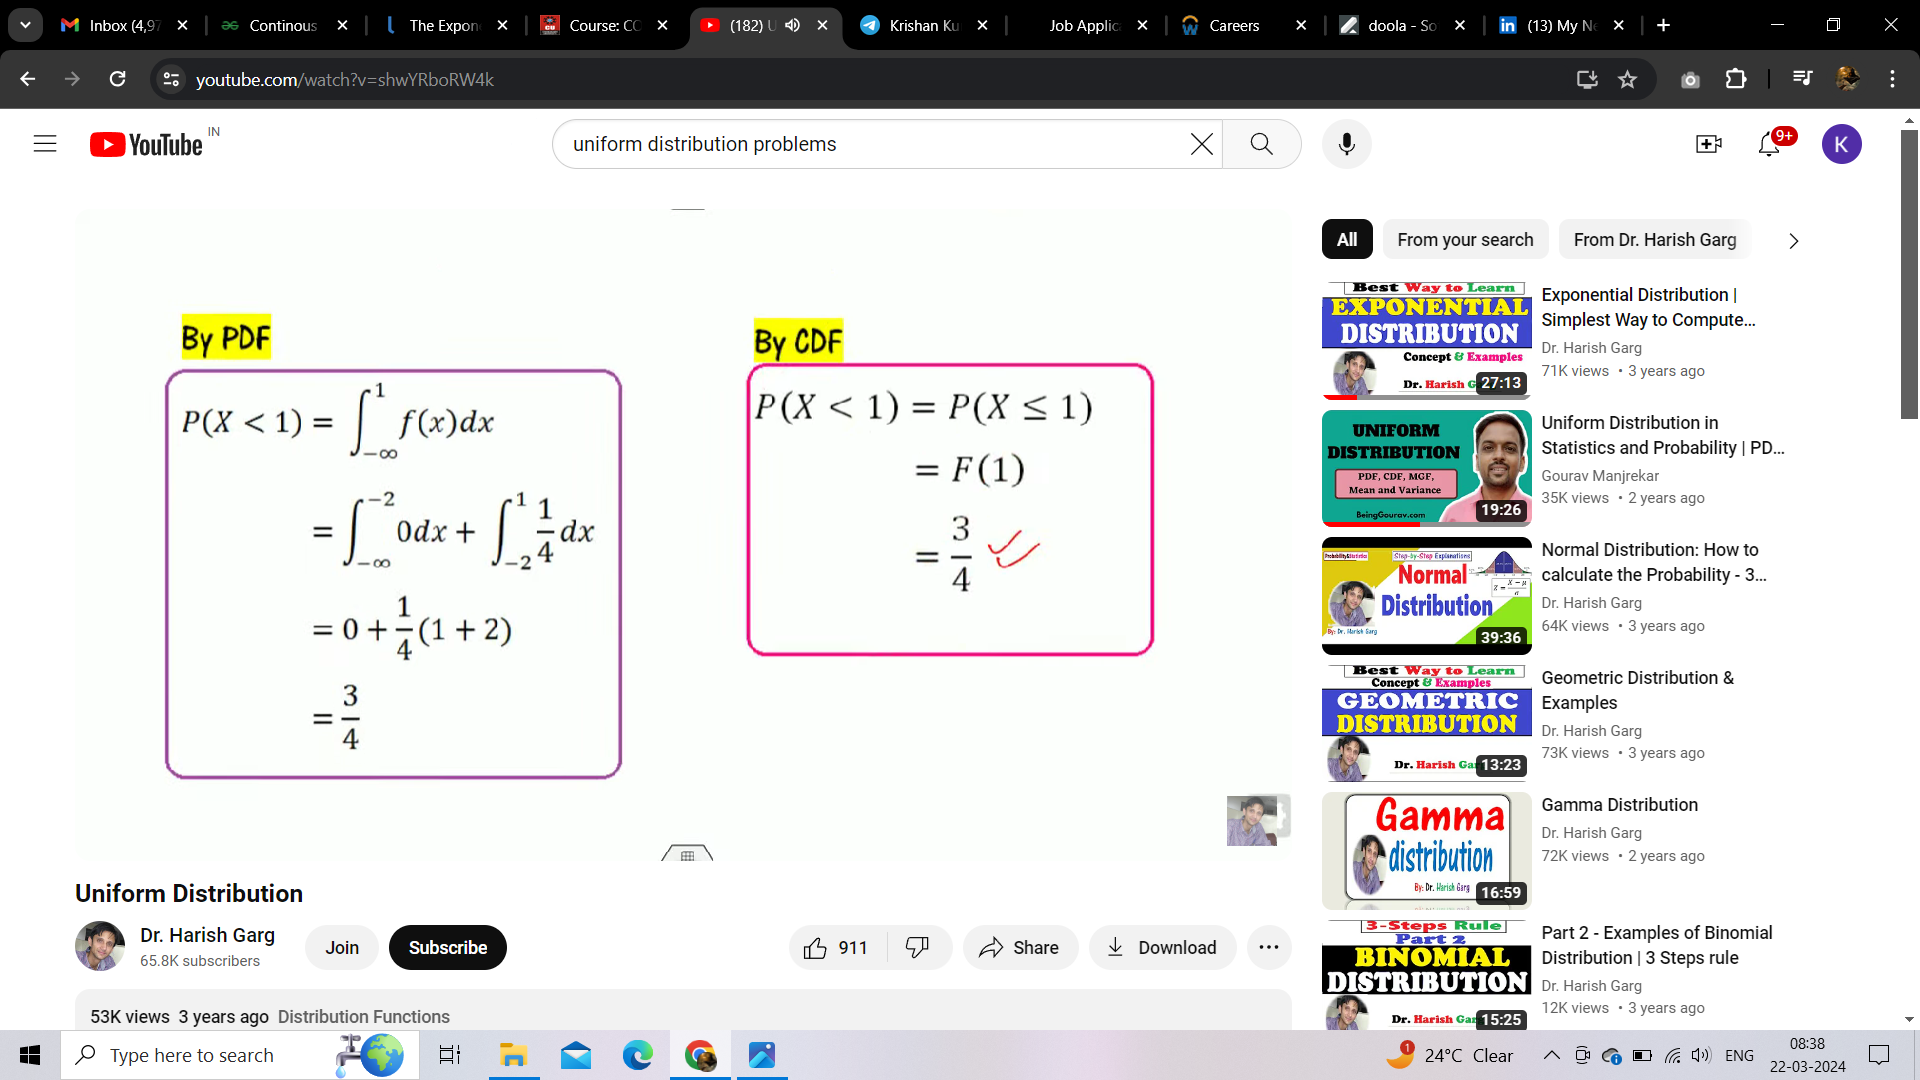 Inbox (4,97
Continous
The Expon
Course: CC
(182) U
Krishan Ku
Job Applica
Careers
doola - So
(13) My Ne
youtube.com/watch?v=shwYRboRW4k
YouTube IN
uniform distribution problems
9+
K
All
From your search
From Dr. Harish Garg
By PDF
P(X < 1) = ∫_{−∞}^{1} f(x)dx
= ∫_{−∞}^{−2} 0dx + ∫_{−2}^{1} 1/4 dx
= 0 + 1/4 (1 + 2)
= 3/4
By CDF
P(X < 1) = P(X ≤ 1)
= F(1)
= 3/4
Uniform Distribution
Dr. Harish Garg
65.8K subscribers
Join
Subscribe
911
Share
Download
53K views 3 years ago Distribution Functions
Best Way to Learn
EXPONENTIAL
DISTRIBUTION
Concept & Examples
Dr. Harish G
27:13
Exponential Distribution |
Simplest Way to Compute...
Dr. Harish Garg
71K views • 3 years ago
UNIFORM
DISTRIBUTION
PDF, CDF, MGF,
Mean and Variance
BeingGourav.com
19:26
Uniform Distribution in
Statistics and Probability | PD...
Gourav Manjrekar
35K views • 2 years ago
Probability&Statistics
Step-by-Step Explanations
Normal
Distribution
By: Dr. Harish Garg
39:36
Normal Distribution: How to
calculate the Probability - 3...
Dr. Harish Garg
64K views • 3 years ago
Best Way to Learn
Concept & Examples
GEOMETRIC
DISTRIBUTION
Dr. Harish Ga
13:23
Geometric Distribution &
Examples
Dr. Harish Garg
73K views • 3 years ago
Gamma
distribution
By: Dr. Harish Garg
16:59
Gamma Distribution
Dr. Harish Garg
72K views • 2 years ago
3-Steps Rule
Part 2
BINOMIAL
DISTRIBUTION
Dr. Harish Ga
15:25
Part 2 - Examples of Binomial
Distribution | 3 Steps rule
Dr. Harish Garg
12K views • 3 years ago
Type here to search
1
24°C Clear
ENG
08:38
22-03-2024